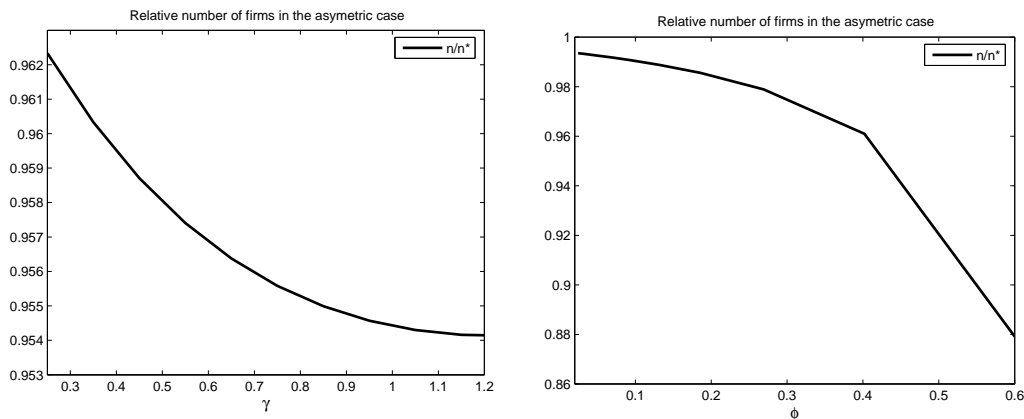 Relative number of firms in the asymetric case
n/n*
0.962
0.961
0.96
0.959
0.958
0.957
0.956
0.955
0.954
0.953
0.3 0.4 0.5 0.6 0.7 0.8 0.9 1 1.1 1.2
γ
Relative number of firms in the asymetric case
n/n*
1
0.98
0.96
0.94
0.92
0.9
0.88
0.86
0.1 0.2 0.3 0.4 0.5 0.6
ϕ